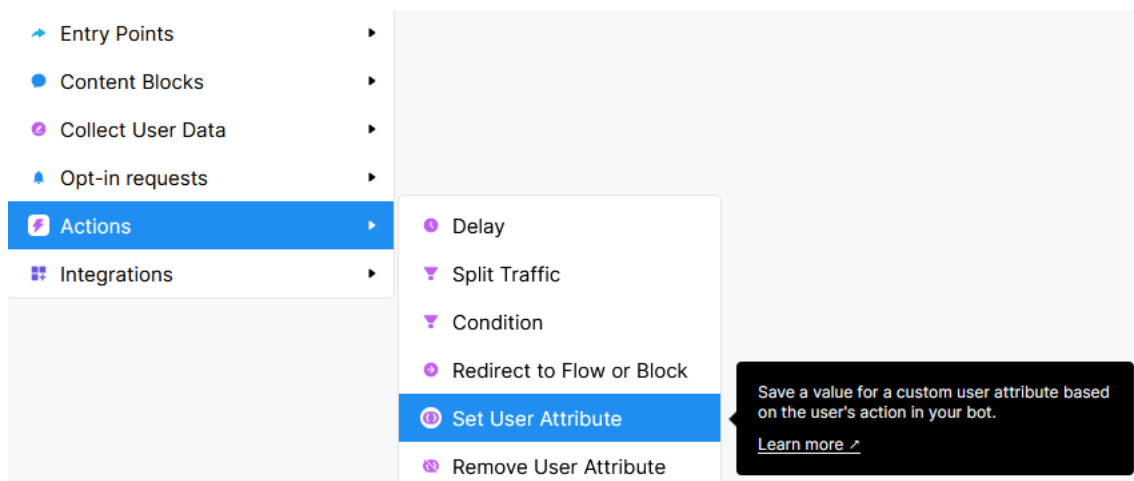 Entry Points
Content Blocks
Collect User Data
Opt-in requests
Actions
Integrations
Delay
Split Traffic
Condition
Redirect to Flow or Block
Set User Attribute
Remove User Attribute
Save a value for a custom user attribute based
on the user's action in your bot.
Learn more ↗